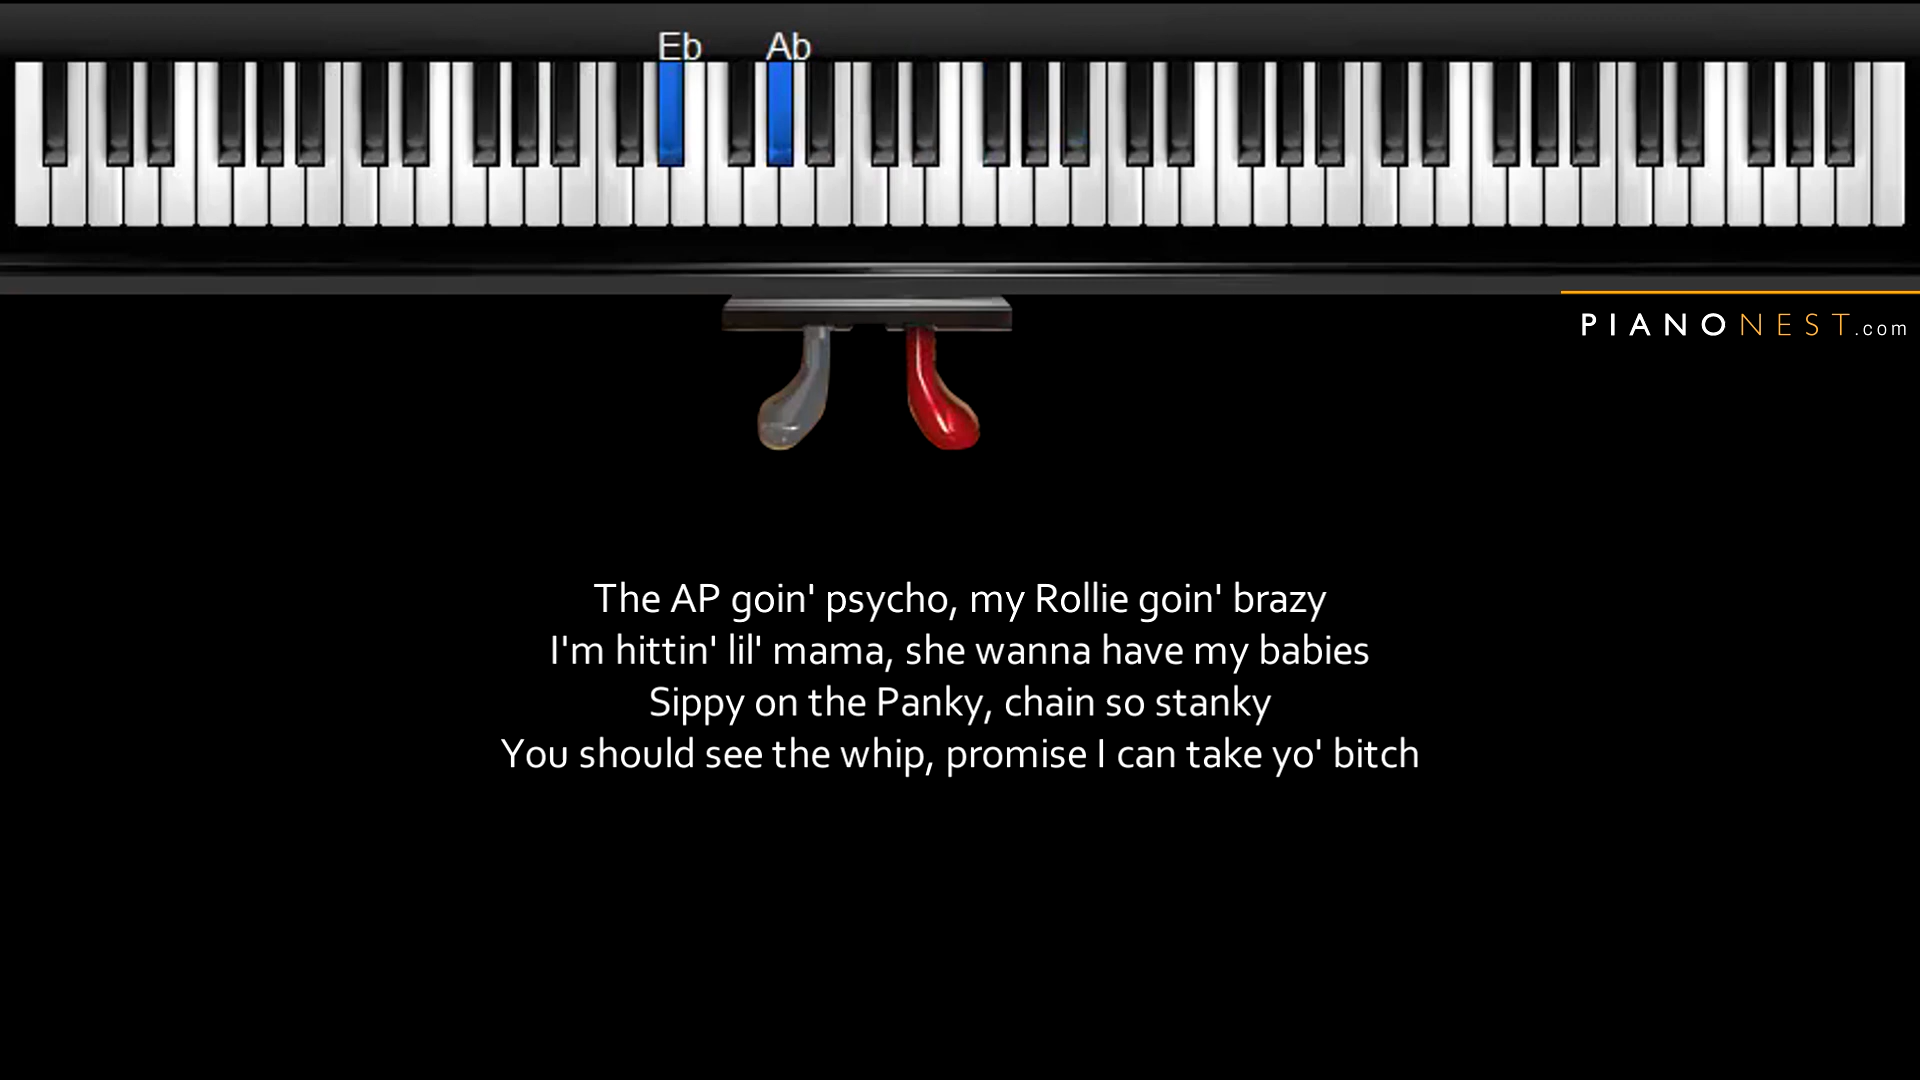 Eb Ab
PIANONEST.com
The AP goin' psycho, my Rollie goin' brazy
I'm hittin' lil' mama, she wanna have my babies
Sippy on the Panky, chain so stanky
You should see the whip, promise I can take yo' bitch